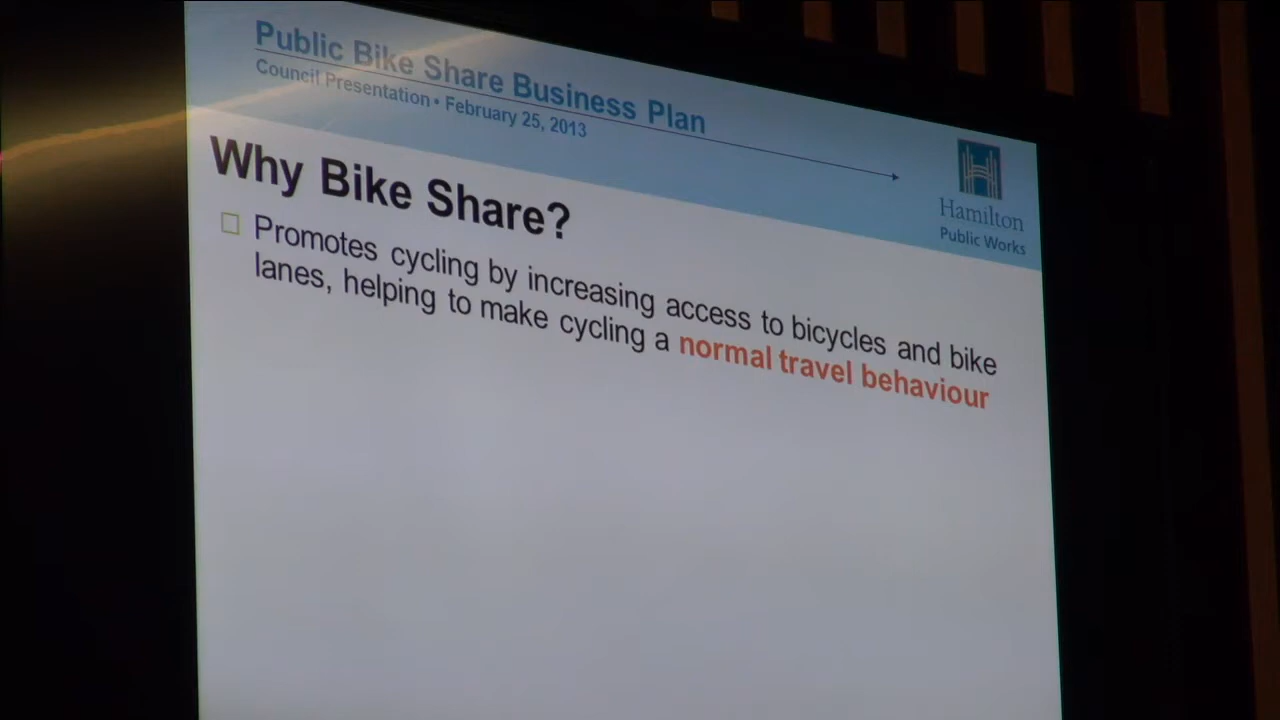 Public Bike Share Business Plan
Council Presentation • February 25, 2013
Hamilton
Public Works
Why Bike Share?
Promotes cycling by increasing access to bicycles and bike
lanes, helping to make cycling a normal travel behaviour